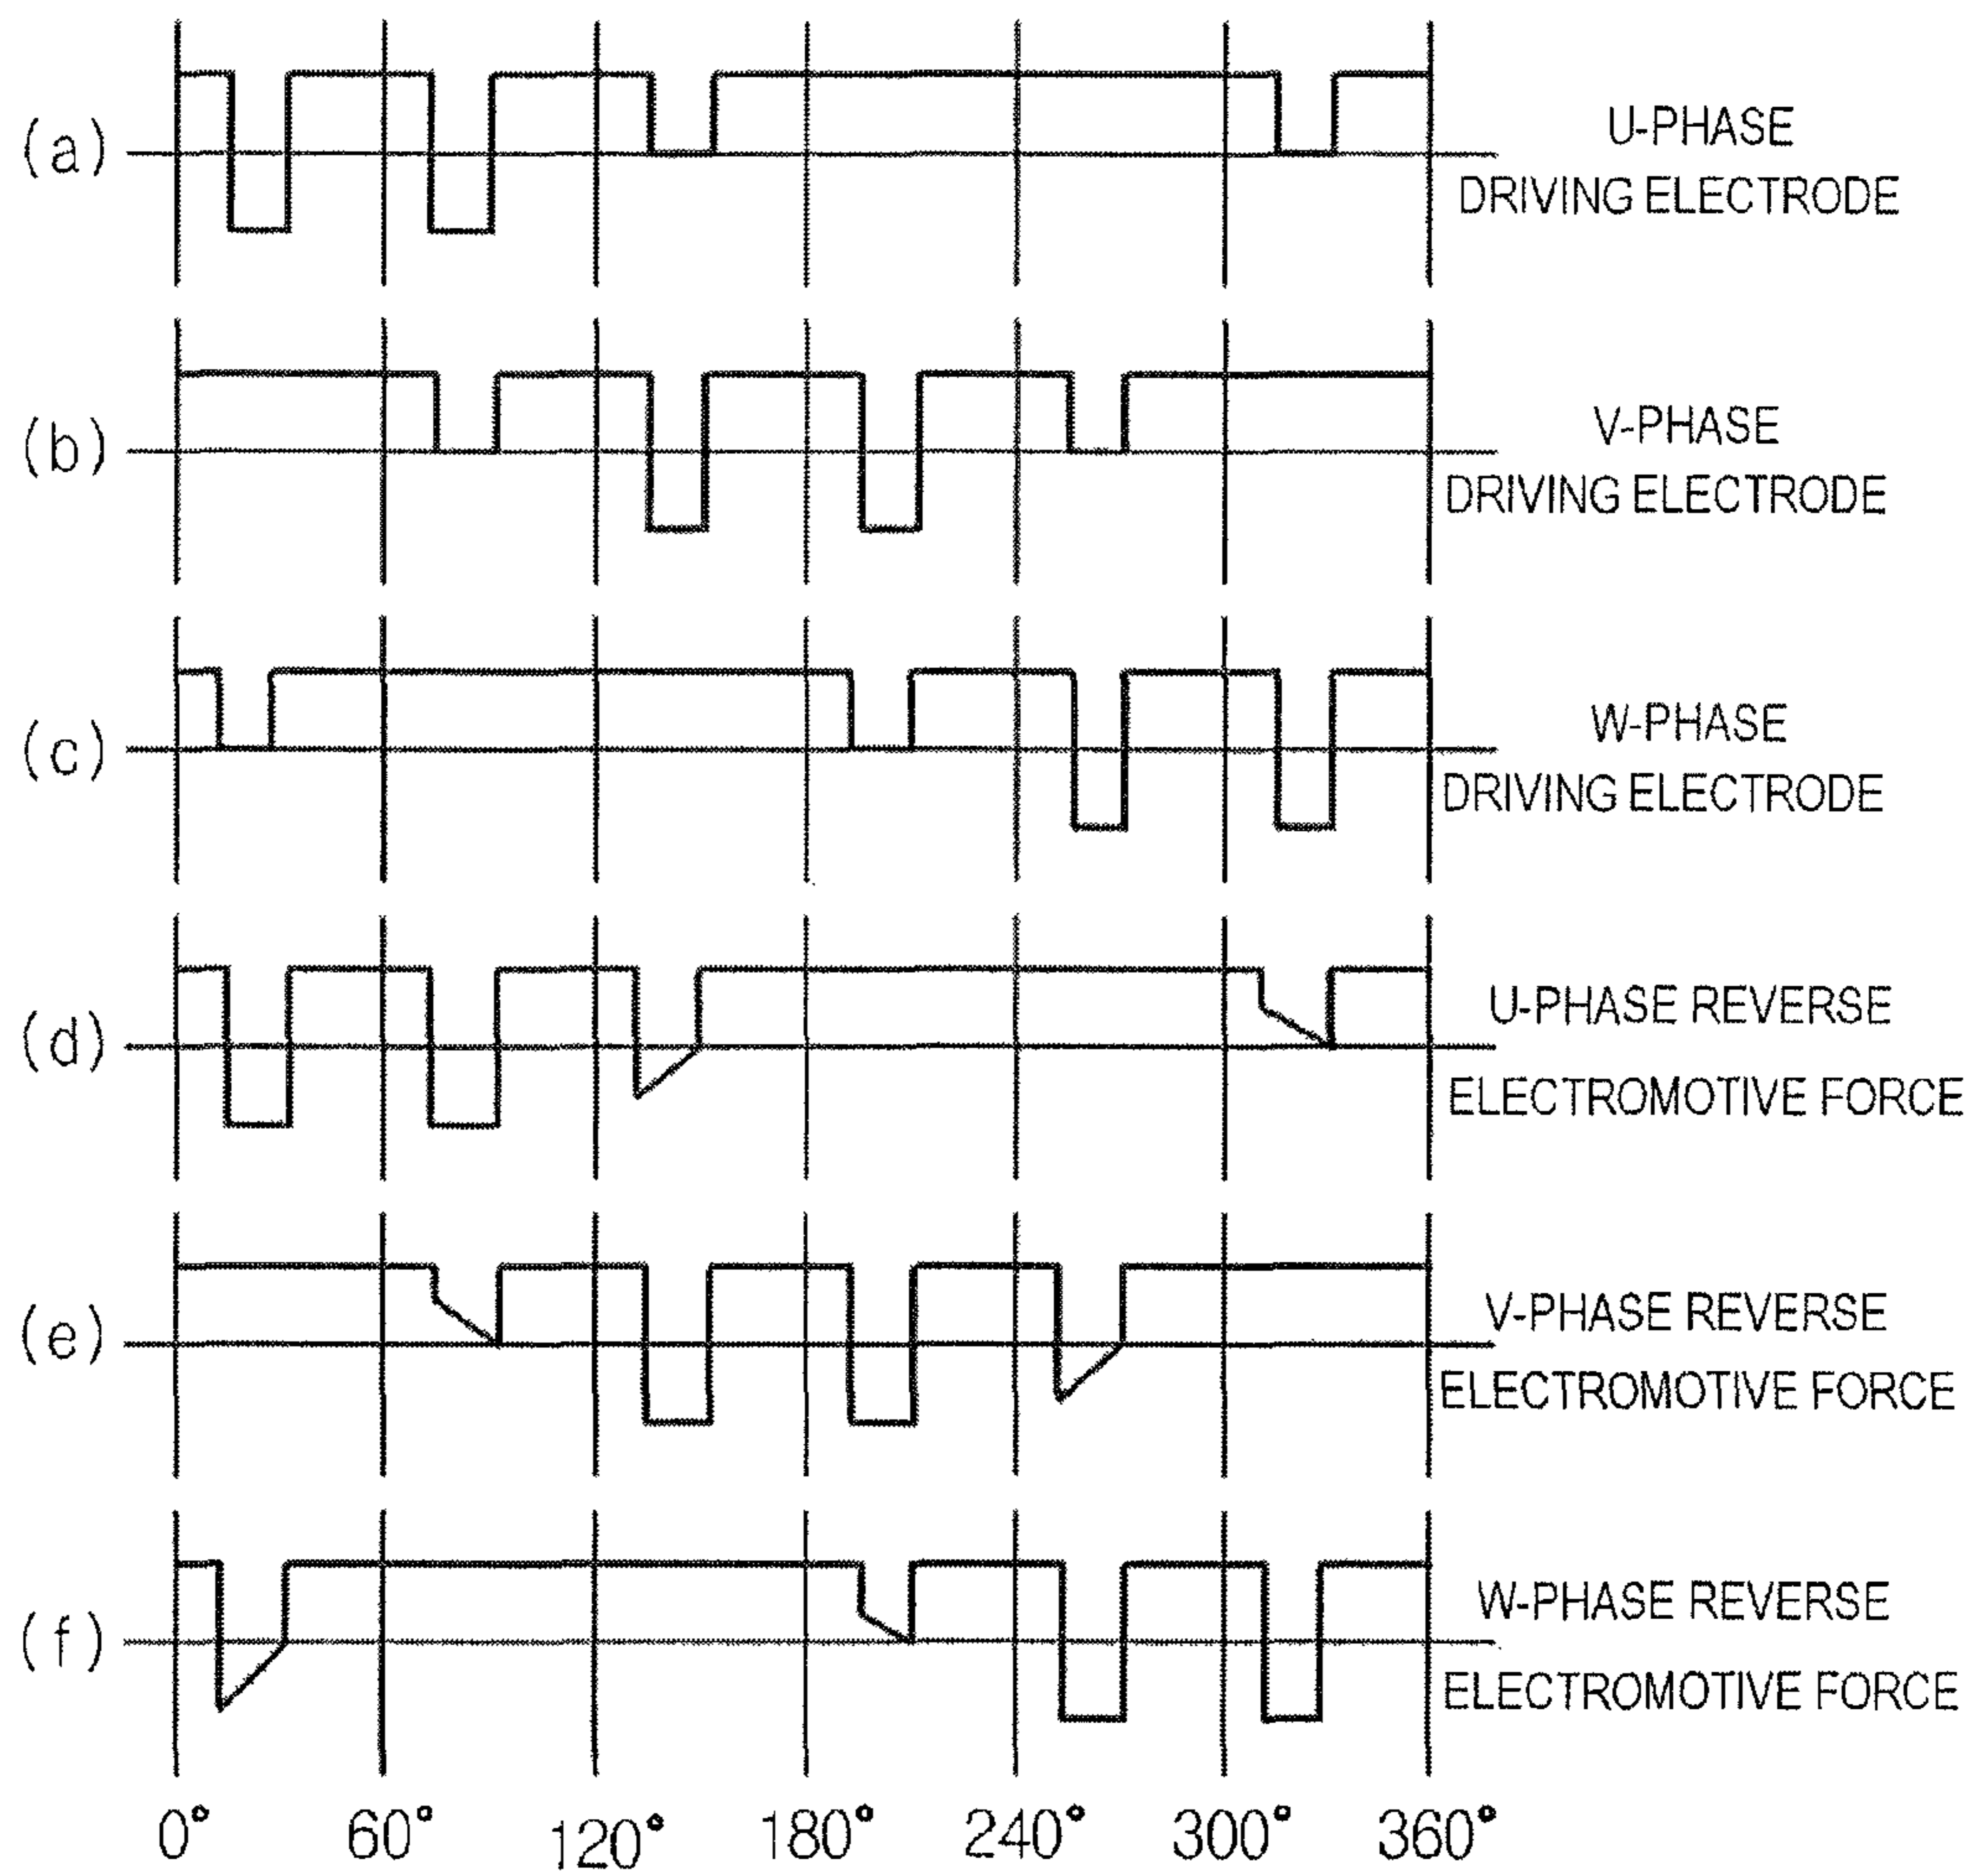 (a)
U-PHASE
DRIVING ELECTRODE
(b)
V-PHASE
DRIVING ELECTRODE
(c)
W-PHASE
DRIVING ELECTRODE
(d)
U-PHASE REVERSE
ELECTROMOTIVE FORCE
(e)
V-PHASE REVERSE
ELECTROMOTIVE FORCE
(f)
W-PHASE REVERSE
ELECTROMOTIVE FORCE
0° 60° 120° 180° 240° 300° 360°